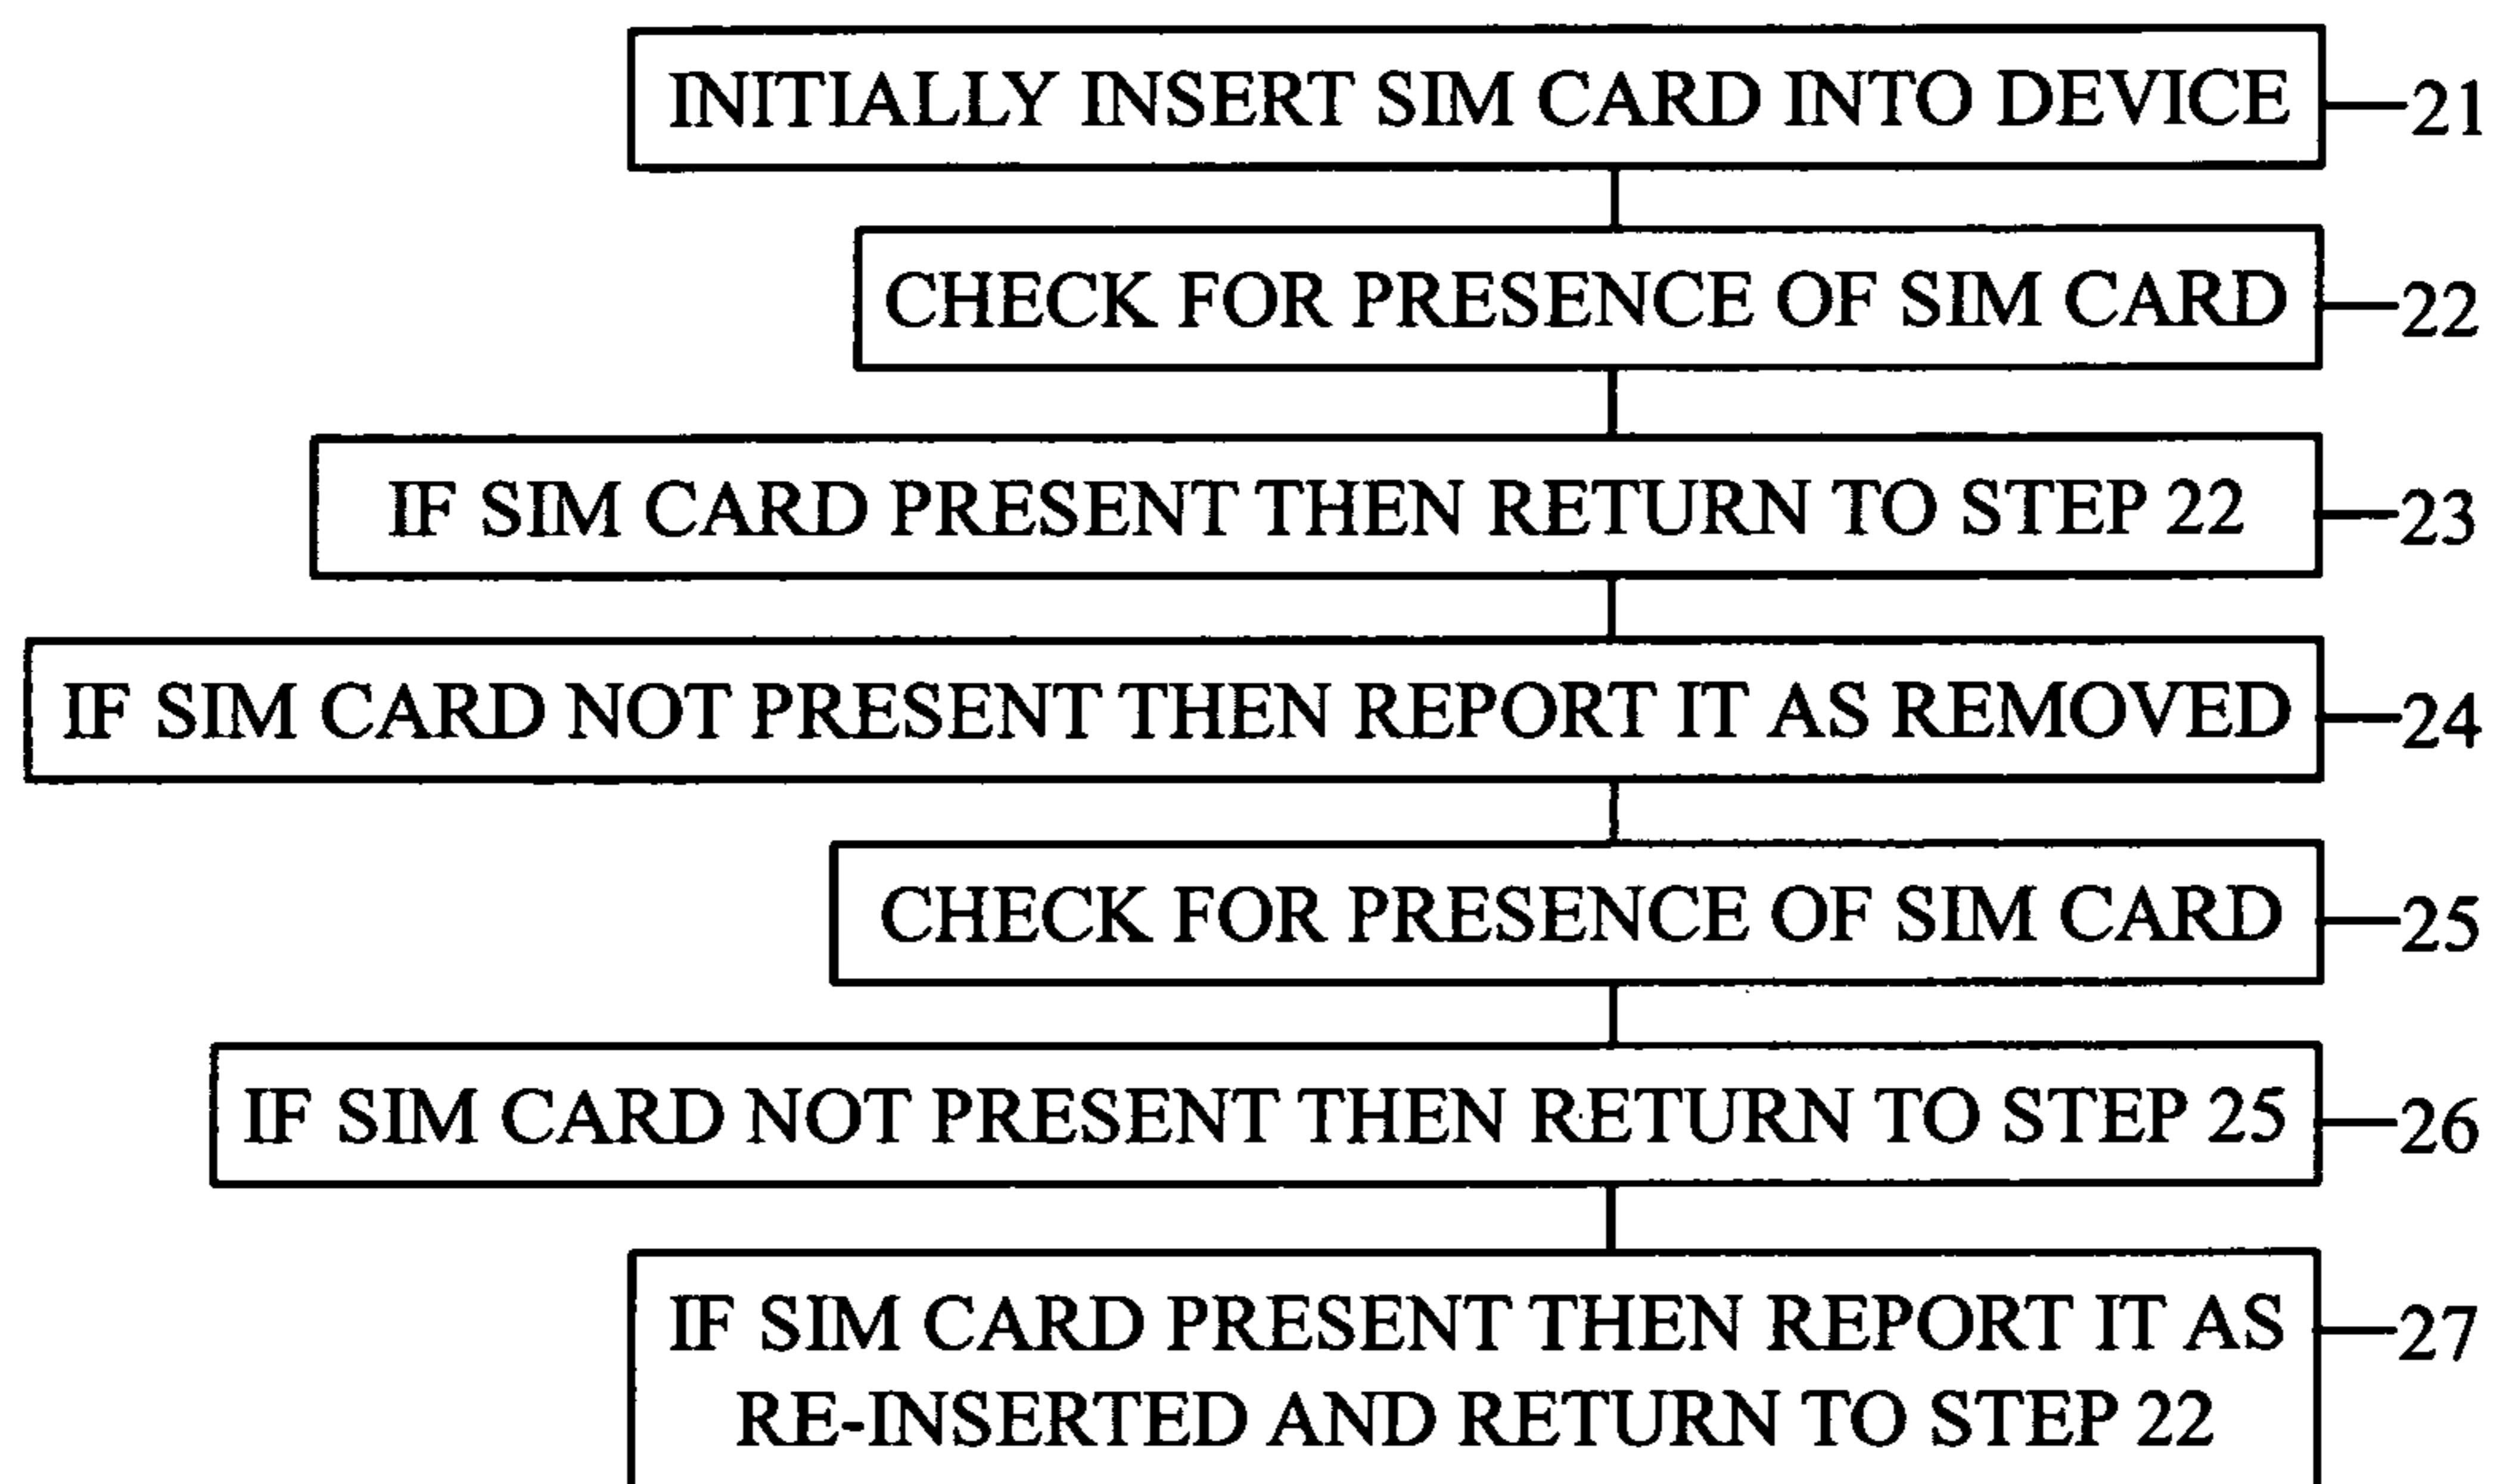 INITIALLY INSERT SIM CARD INTO DEVICE 21
CHECK FOR PRESENCE OF SIM CARD 22
IF SIM CARD PRESENT THEN RETURN TO STEP 22 23
IF SIM CARD NOT PRESENT THEN REPORT IT AS REMOVED 24
CHECK FOR PRESENCE OF SIM CARD 25
IF SIM CARD NOT PRESENT THEN RETURN TO STEP 25 26
IF SIM CARD PRESENT THEN REPORT IT AS 27
RE-INSERTED AND RETURN TO STEP 22